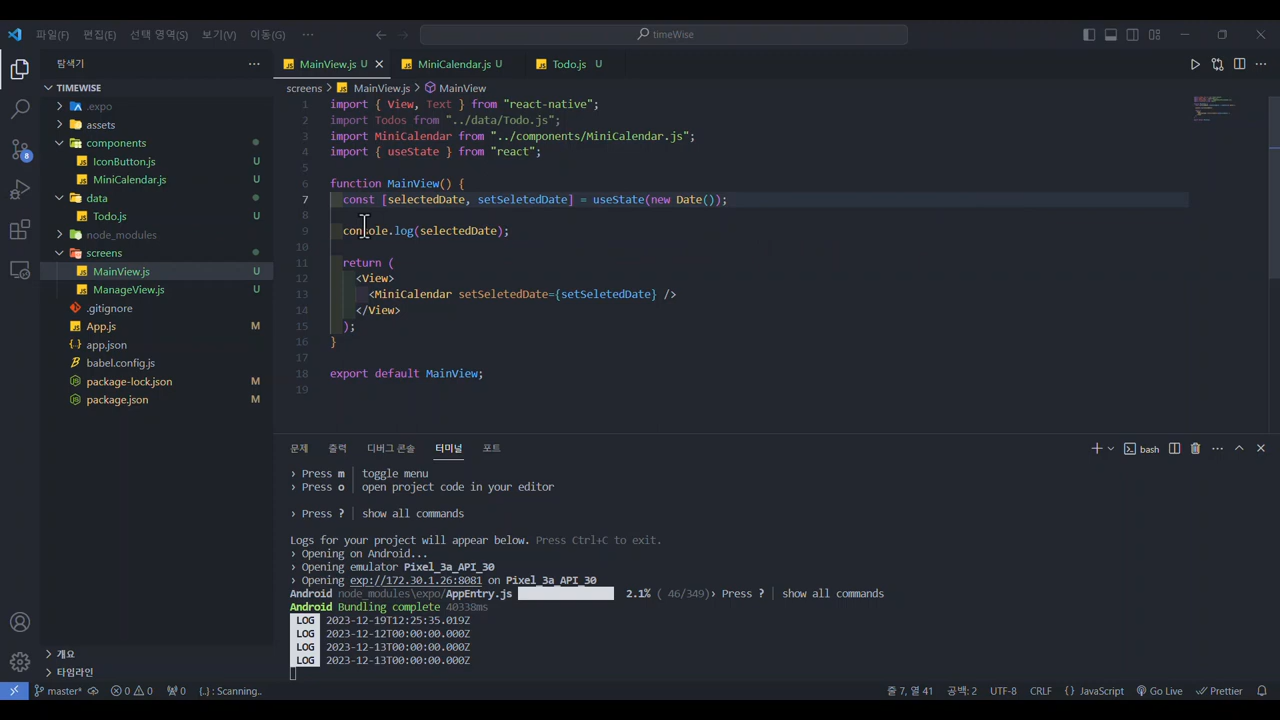 파일(F) 편집(E) 선택 영역(S) 보기(V) 이동(G) ··· timeWise
탐색기 ···
MainView.js U MiniCalendar.js U Todo.js U
TIMEWISE
screens > MainView.js > MainView
.expo
assets
components
IconButton.js U
MiniCalendar.js U
data
Todo.js U
node_modules
screens
MainView.js U
ManageView.js U
.gitignore
App.js M
app.json
babel.config.js
package-lock.json M
package.json M
개요
타임라인
1 import { View, Text } from "react-native";
2 import Todos from "../data/Todo.js";
3 import MiniCalendar from "../components/MiniCalendar.js";
4 import { useState } from "react";
5
6 function MainView() {
7 const [selectedDate, setSeletedDate] = useState(new Date());
8
9 console.log(selectedDate);
10
11 return (
12 <View>
13 <MiniCalendar setSeletedDate={setSeletedDate} />
14 </View>
15 );
16 }
17
18 export default MainView;
19
문제 출력 디버그 콘솔 터미널 포트 bash
› Press m │ toggle menu
› Press o │ open project code in your editor
› Press ? │ show all commands
Logs for your project will appear below. Press Ctrl+C to exit.
› Opening on Android...
› Opening emulator Pixel_3a_API_30
› Opening exp://172.30.1.26:8081 on Pixel_3a_API_30
Android node_modules\expo/AppEntry.js 2.1% ( 46/349)› Press ? │ show all commands
Android Bundling complete 40338ms
LOG 2023-12-19T12:25:35.019Z
LOG 2023-12-12T00:00:00.000Z
LOG 2023-12-13T00:00:00.000Z
LOG 2023-12-13T00:00:00.000Z
8
master* 0 0 0 {..} : Scanning.. 줄 7, 열 41 공백: 2 UTF-8 CRLF { } JavaScript Go Live Prettier